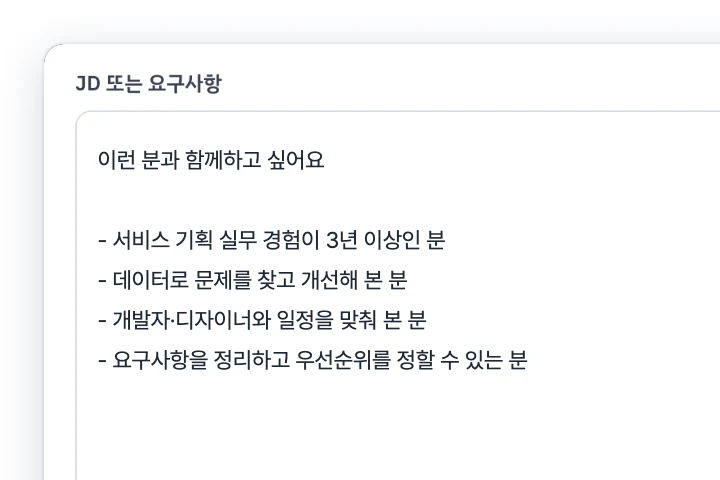 JD 또는 요구사항
이런 분과 함께하고 싶어요
- 서비스 기획 실무 경험이 3년 이상인 분
- 데이터로 문제를 찾고 개선해 본 분
- 개발자·디자이너와 일정을 맞춰 본 분
- 요구사항을 정리하고 우선순위를 정할 수 있는 분